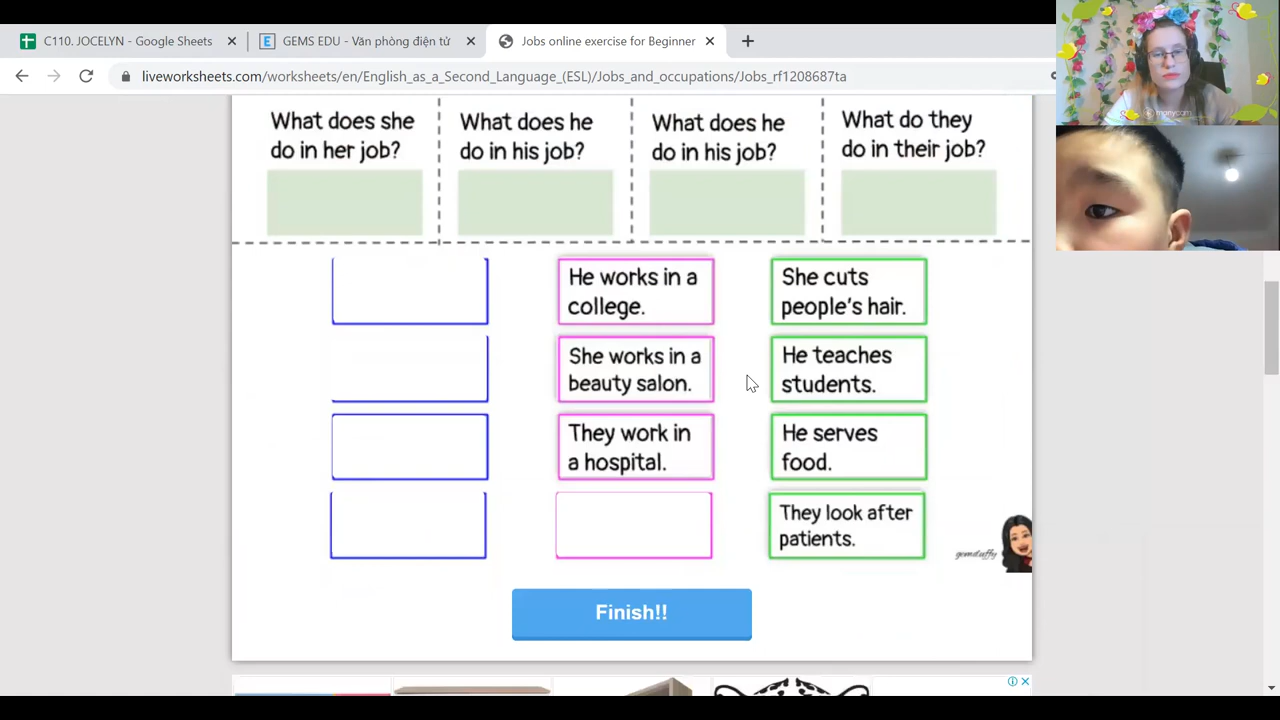 C110. JOCELYN - Google Sheets
GEMS EDU - Văn phòng điện tử
Jobs online exercise for Beginner
liveworksheets.com/worksheets/en/English_as_a_Second_Language_(ESL)/Jobs_and_occupations/Jobs_rf1208687ta
manycam
What does she
do in her job?
What does he
do in his job?
What does he
do in his job?
What do they
do in their job?
He works in a
college.
She cuts
people's hair.
She works in a
beauty salon.
He teaches
students.
They work in
a hospital.
He serves
food.
They look after
patients.
Finish!!